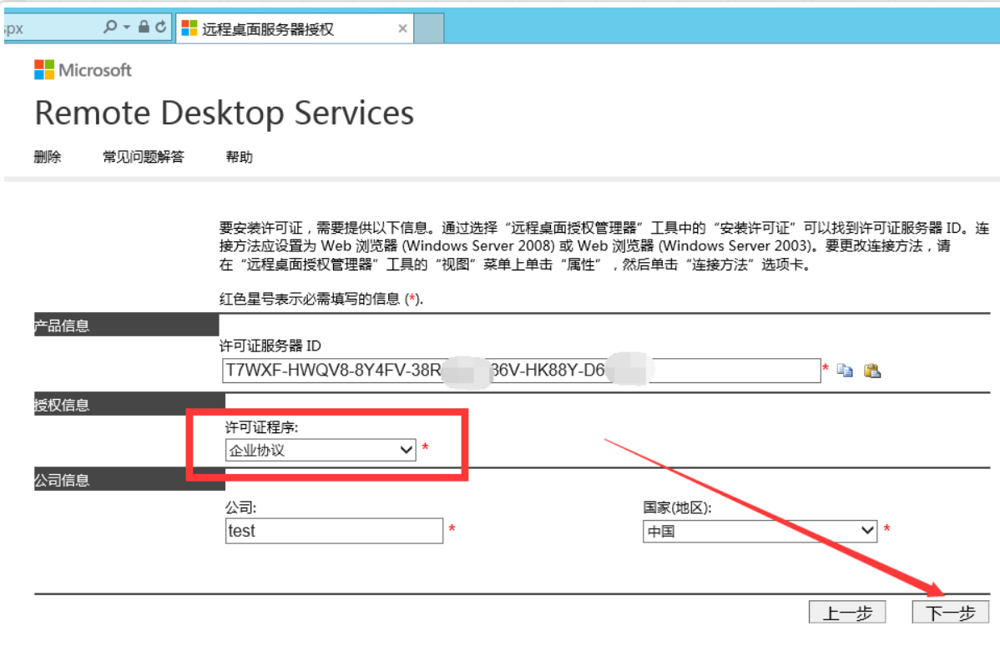 spx
远程桌面服务器授权
Microsoft
Remote Desktop Services
删除 常见问题解答 帮助
要安装许可证，需要提供以下信息。通过选择“远程桌面授权管理器”工具中的“安装许可证”可以找到许可证服务器 ID。连
接方法应设置为 Web 浏览器 (Windows Server 2008) 或 Web 浏览器 (Windows Server 2003)。要更改连接方法，请
在“远程桌面授权管理器”工具的“视图”菜单上单击“属性”，然后单击“连接方法”选项卡。
红色星号表示必需填写的信息 (*).
产品信息
许可证服务器 ID
T7WXF-HWQV8-8Y4FV-38R 36V-HK88Y-D6 *
授权信息
许可证程序:
企业协议 *
公司信息
公司: 国家(地区):
test * 中国 *
上一步 下一步